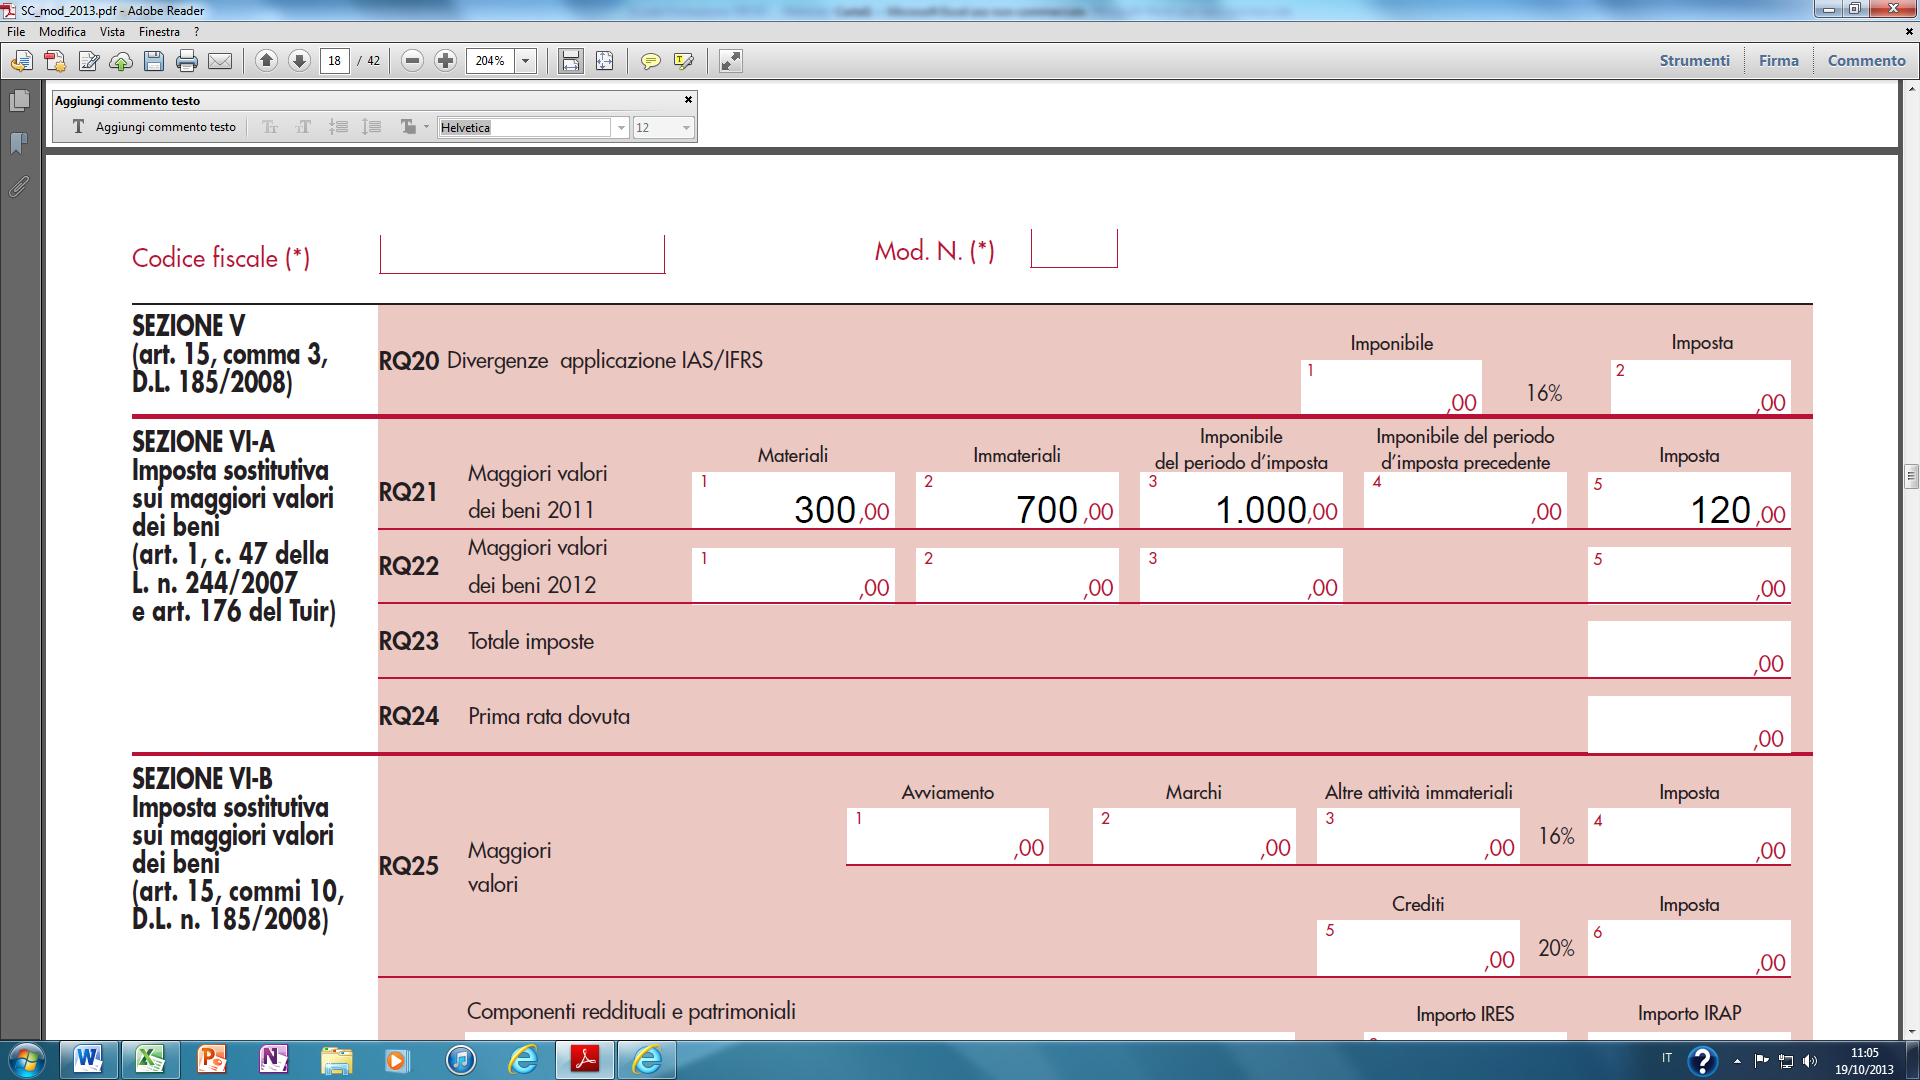 SC_mod_2013.pdf - Adobe Reader
File Modifica Vista Finestra ?
18 / 42 204% Strumenti Firma Commento
Aggiungi commento testo
T Aggiungi commento testo Helvetica 12
Codice fiscale (*) Mod. N. (*)
SEZIONE V
(art. 15, comma 3,
D.L. 185/2008)
RQ20 Divergenze applicazione IAS/IFRS
Imponibile Imposta
1 ,00 16% 2 ,00
SEZIONE VI-A
Imposta sostitutiva
sui maggiori valori
dei beni
(art. 1, c. 47 della
L. n. 244/2007
e art. 176 del Tuir)
Materiali Immateriali Imponibile del periodo d'imposta Imponibile del periodo d'imposta precedente Imposta
RQ21 Maggiori valori dei beni 2011 1 300,00 2 700,00 3 1.000,00 4 ,00 5 120,00
RQ22 Maggiori valori dei beni 2012 1 ,00 2 ,00 3 ,00 5 ,00
RQ23 Totale imposte ,00
RQ24 Prima rata dovuta ,00
SEZIONE VI-B
Imposta sostitutiva
sui maggiori valori
dei beni
(art. 15, commi 10,
D.L. n. 185/2008)
RQ25 Maggiori valori
Avviamento Marchi Altre attività immateriali Imposta
1 ,00 2 ,00 3 ,00 16% 4 ,00
Crediti Imposta
5 ,00 20% 6 ,00
Componenti reddituali e patrimoniali Importo IRES Importo IRAP
IT 11:05
19/10/2013